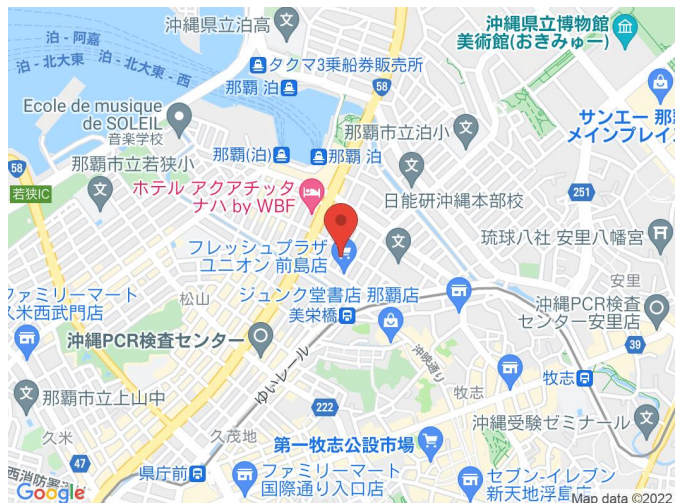 沖縄県立泊高
沖縄県立博物館
美術館(おきみゅー)
泊 - 阿嘉
泊 - 北大東
泊 - 北大東 - 西
タクマ3乗船券販売所
58
サンエー 那覇
メインプレイス
Ecole de musique
de SOLEIL
音楽学校
那覇市立泊小
那覇市立若狭小
那覇(泊)
那覇 泊
58
若狭IC
日能研沖縄本部校
251
ホテル アクアチッタ
ナハ by WBF
琉球八社 安里八幡宮
フレッシュプラザ
ユニオン 前島店
安里
松山
ジュンク堂書店 那覇店
ファミリーマート
久米西武門店
美栄橋
沖縄PCR検査
センター安里店
沖縄PCR検査センター
39
沖映通り
ゆいレール
牧志
牧志
那覇市立上山中
222
沖縄受験ゼミナール
久米
久茂地
第一牧志公設市場
47
西消防署
県庁前
ファミリーマート
国際通り入口店
セブン-イレブン
新天地浮島
Google
Map data ©2022